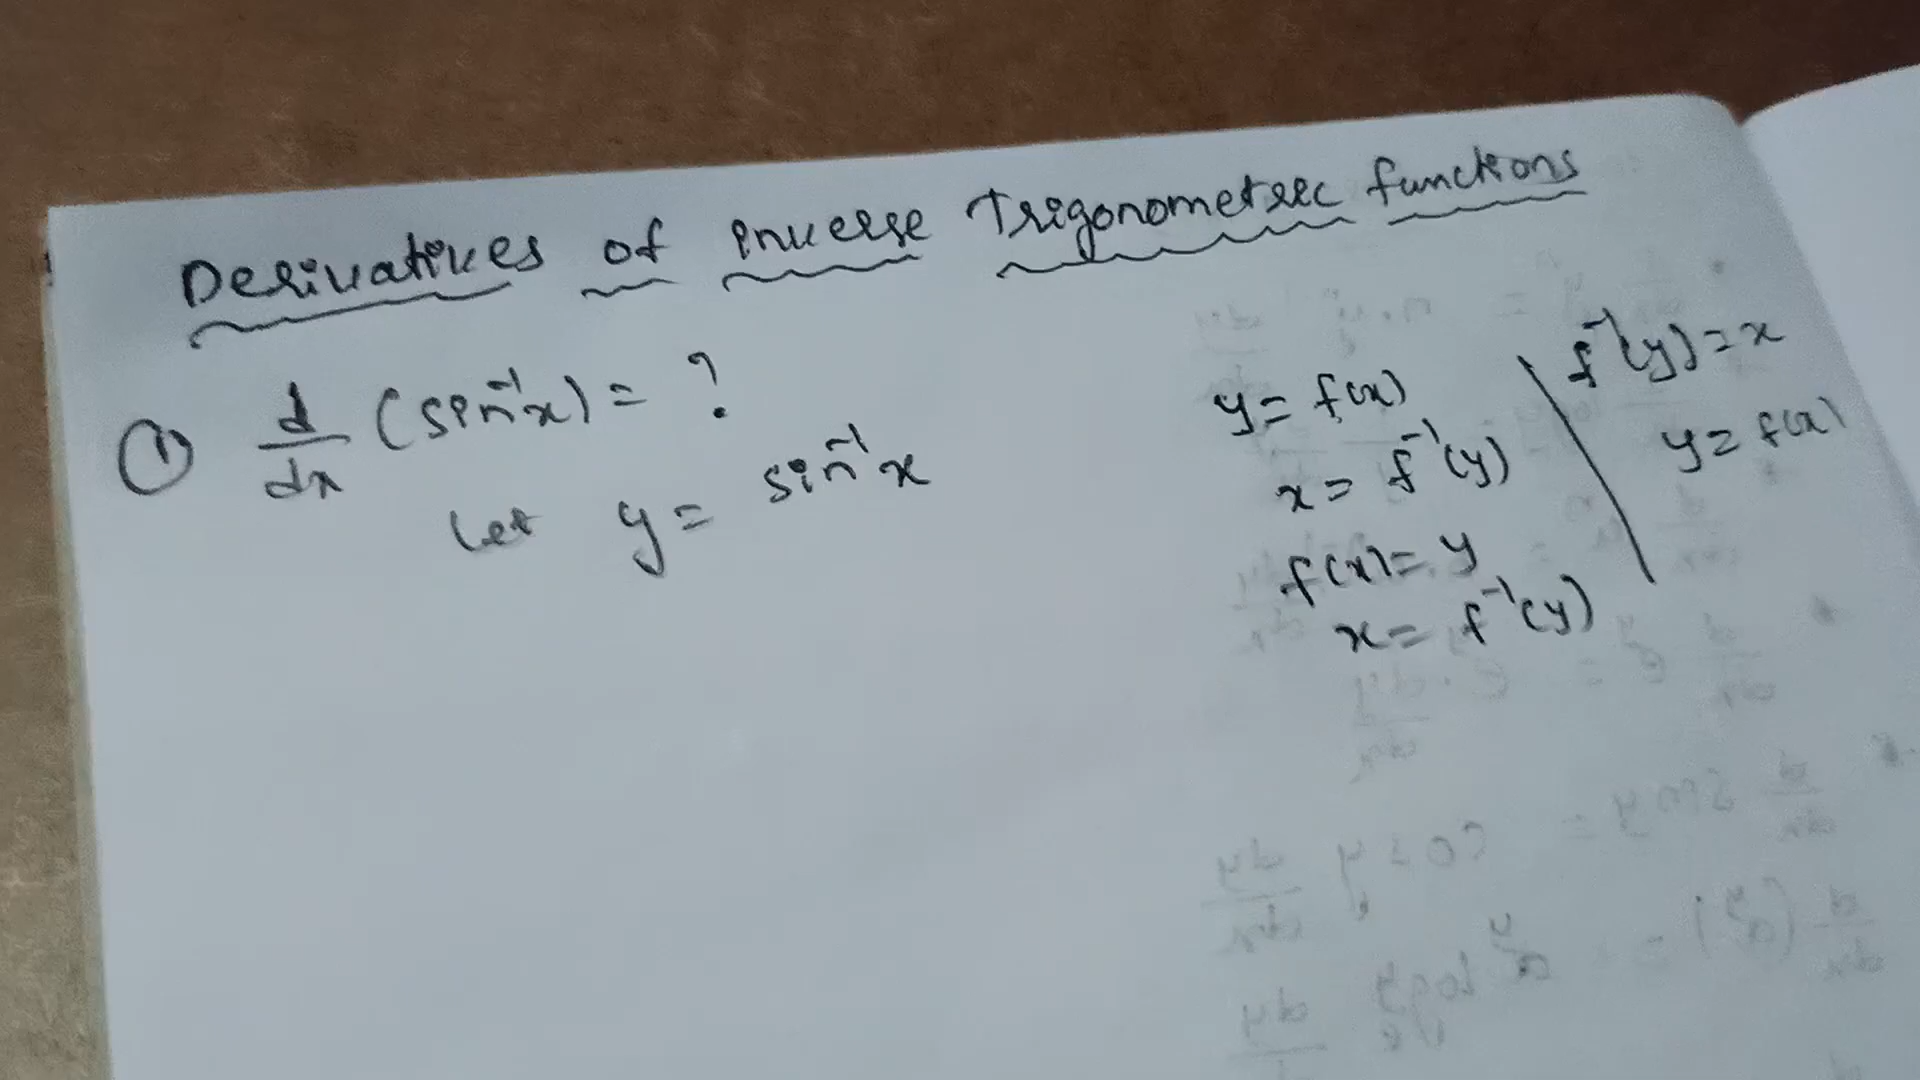 Derivatives of inverse Trigonometric functions
① d/dx (sin⁻¹x) = ?
Let y = sin⁻¹x
y = f(x)
x = f⁻¹(y)
f(x) = y
x = f⁻¹(y)
f⁻¹(y) = x
y = f(x)